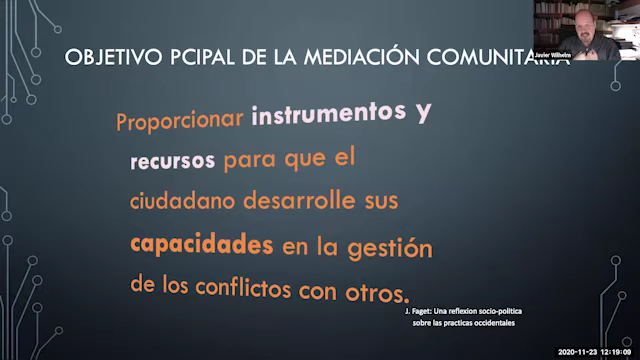 OBJETIVO PCIPAL DE LA MEDIACIÓN COMUNITARIA
Javier Wilhelm
Proporcionar instrumentos y
recursos para que el
ciudadano desarrolle sus
capacidades en la gestión
de los conflictos con otros.
J. Faget: Una reflexion socio-politica
sobre las practicas occidentales
2020-11-23 12:19:09